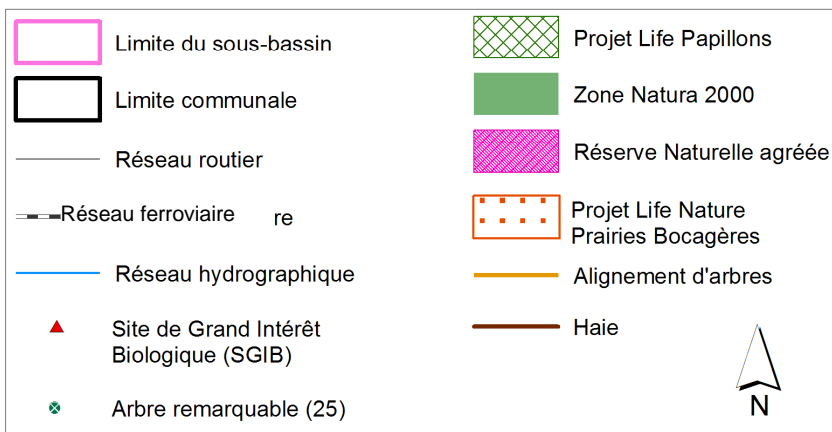 Limite du sous-bassin
Limite communale
Réseau routier
Réseau ferroviaire re
Réseau hydrographique
Site de Grand Intérêt
Biologique (SGIB)
Arbre remarquable (25)
Projet Life Papillons
Zone Natura 2000
Réserve Naturelle agréée
Projet Life Nature
Prairies Bocagères
Alignement d'arbres
Haie
N